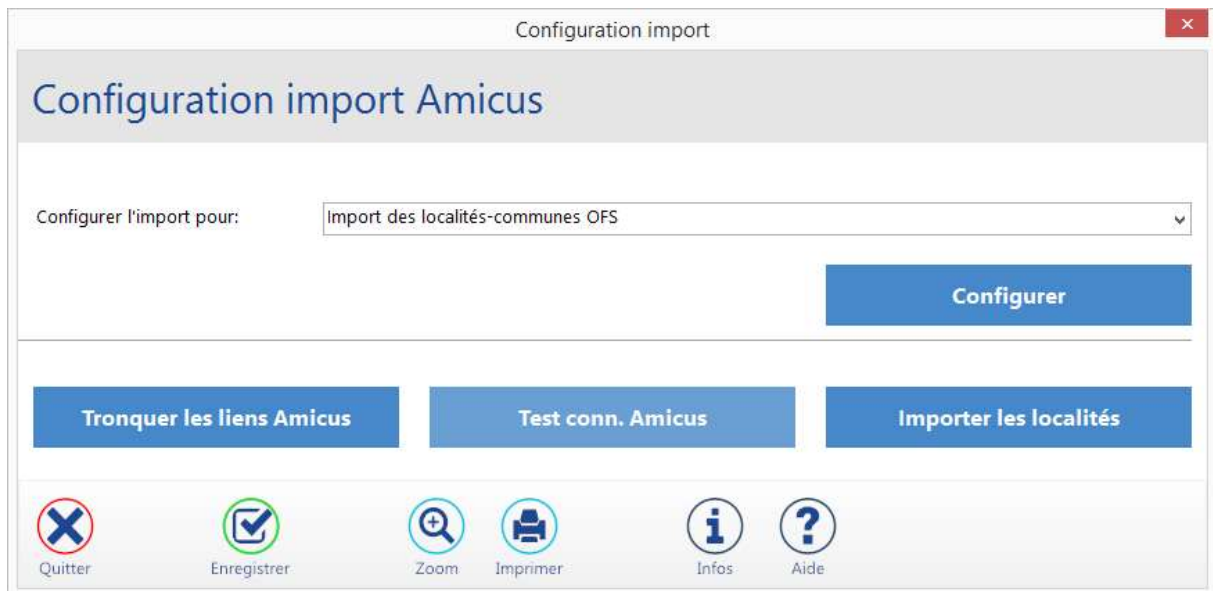 Configuration import
Configuration import Amicus
Configurer l'import pour:
Import des localités-communes OFS
Configurer
Tronquer les liens Amicus
Test conn. Amicus
Importer les localités
Quitter
Enregistrer
Zoom
Imprimer
Infos
Aide